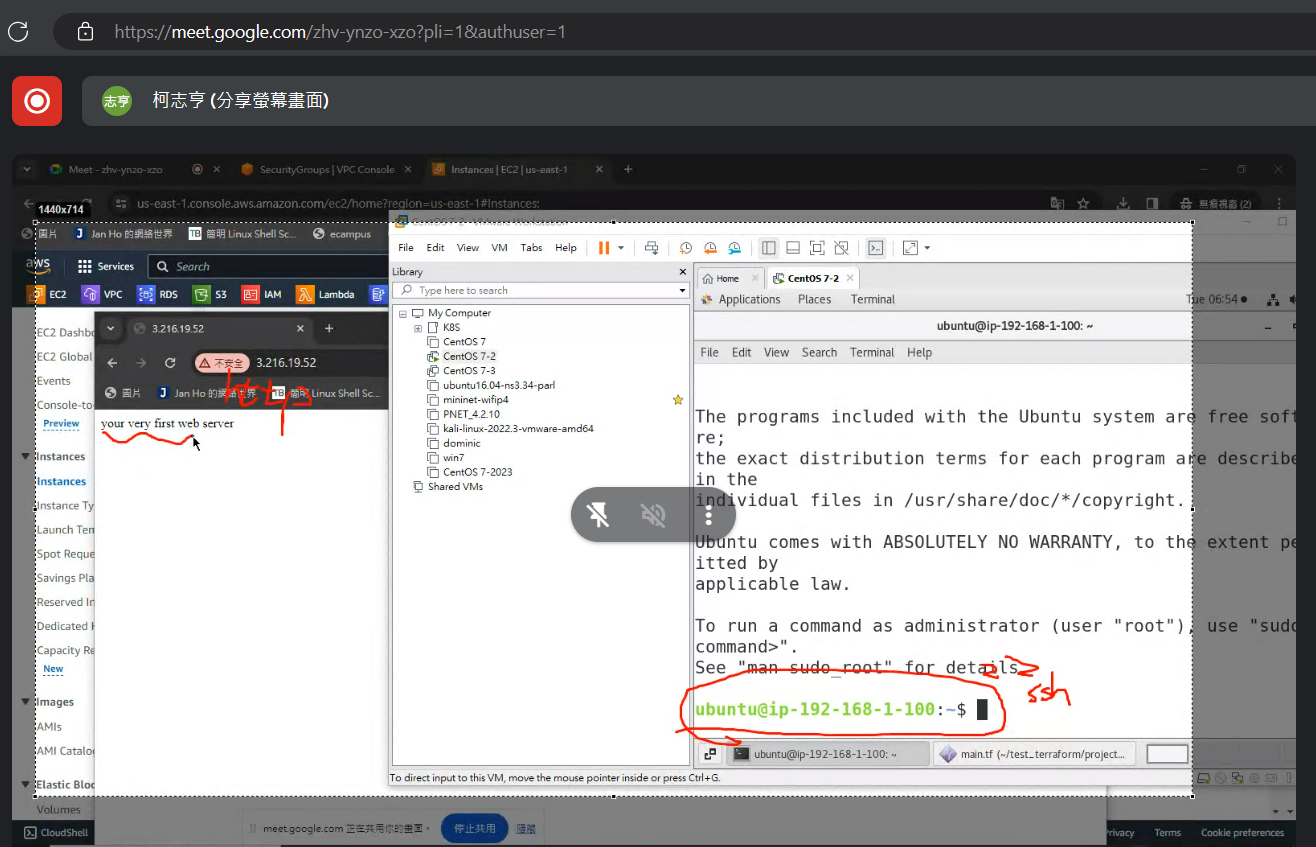 https://meet.google.com/zhv-ynzo-xzo?pli=1&authuser=1
志亨 柯志亨 (分享螢幕畫面)
Meet - zhv-ynzo-xzo
SecurityGroups | VPC Console
Instances | EC2 | us-east-1
us-east-1.console.aws.amazon.com/ec2/home?region=us-east-1#Instances:
無痕視窗 (2)
1440x714
圖片 Jan Ho 的網絡世界 TB 簡明 Linux Shell Sc... ecampus
aws Services Search
EC2 VPC RDS S3 IAM Lambda
EC2 Dashbo
EC2 Global
Events
Console-to-
Preview
Instances
Instances
Instance Ty
Launch Tem
Spot Reque
Savings Pla
Reserved In
Dedicated H
Capacity Re
New
Images
AMIs
AMI Catalo
Elastic Bloc
Volumes
CloudShell
3.216.19.52
不安全 3.216.19.52
圖片 Jan Ho 的網絡世界 TB 簡明 Linux Shell Sc...
http
your very first web server
CentOS 7-2 - VMware Workstation
File Edit View VM Tabs Help
Library
Type here to search
My Computer
K8S
CentOS 7
CentOS 7-2
CentOS 7-3
ubuntu16.04-ns3.34-parl
mininet-wifip4
PNET_4.2.10
kali-linux-2022.3-vmware-amd64
dominic
win7
CentOS 7-2023
Shared VMs
Home CentOS 7-2
Applications Places Terminal Tue 06:54
ubuntu@ip-192-168-1-100: ~
File Edit View Search Terminal Help
The programs included with the Ubuntu system are free soft
re;
the exact distribution terms for each program are describe
in the
individual files in /usr/share/doc/*/copyright.
Ubuntu comes with ABSOLUTELY NO WARRANTY, to the extent pe
itted by
applicable law.
To run a command as administrator (user "root"), use "sudo
command>".
See "man sudo_root" for details.
22
ssh
ubuntu@ip-192-168-1-100:~$
ubuntu@ip-192-168-1-100: ~
main.tf (~/test_terraform/project...
To direct input to this VM, move the mouse pointer inside or press Ctrl+G.
meet.google.com 正在共用你的畫面。 停止共用 隱藏
Privacy Terms Cookie preferences